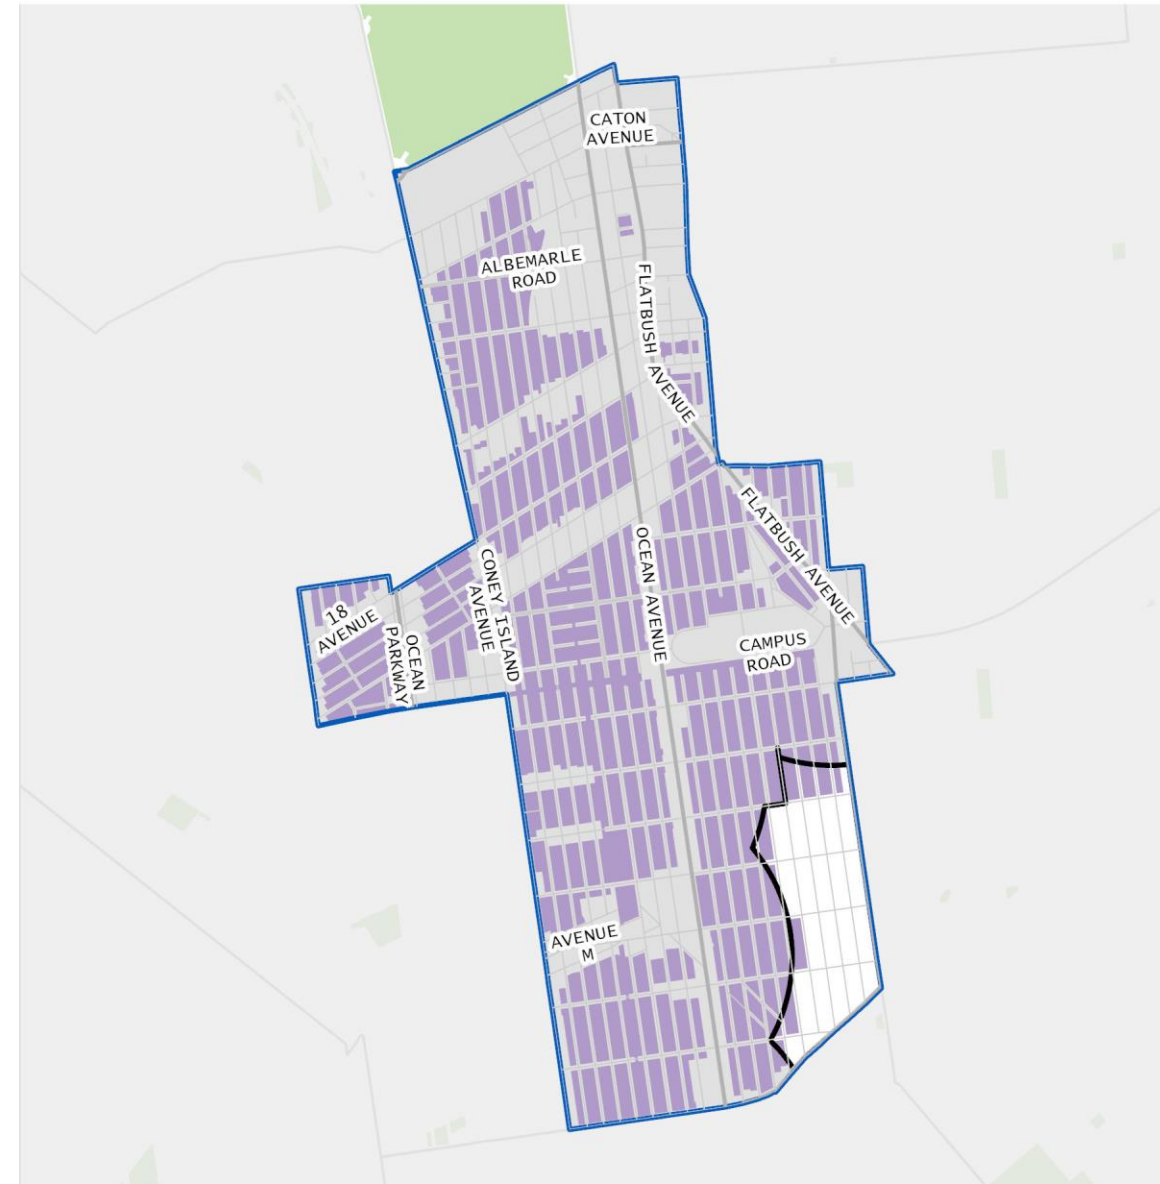 CATON
AVENUE
ALBEMARLE
ROAD
FLATBUSH AVENUE
FLATBUSH AVENUE
OCEAN AVENUE
CONEY ISLAND
AVENUE
18
AVENUE
OCEAN
PARKWAY
CAMPUS
ROAD
AVENUE
M